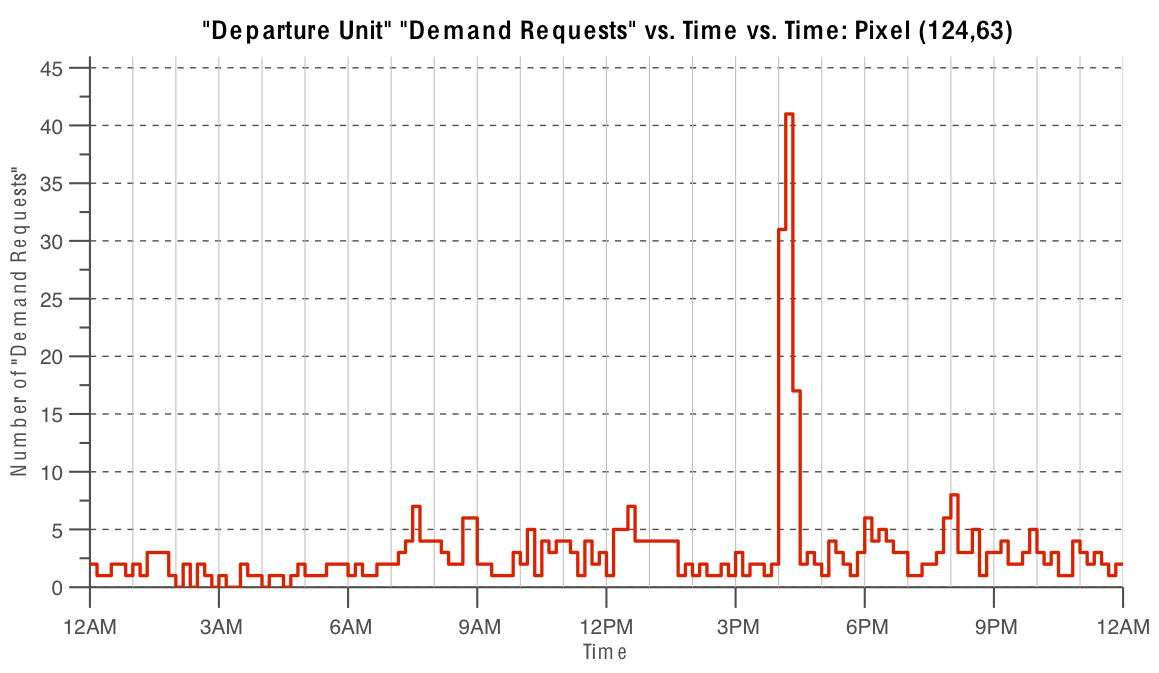 "Departure Unit" "Demand Requests" vs. Time vs. Time: Pixel (124,63)
Number of "Demand Requests"
45
40
35
30
25
20
15
10
5
0
12AM 3AM 6AM 9AM 12PM 3PM 6PM 9PM 12AM
Time